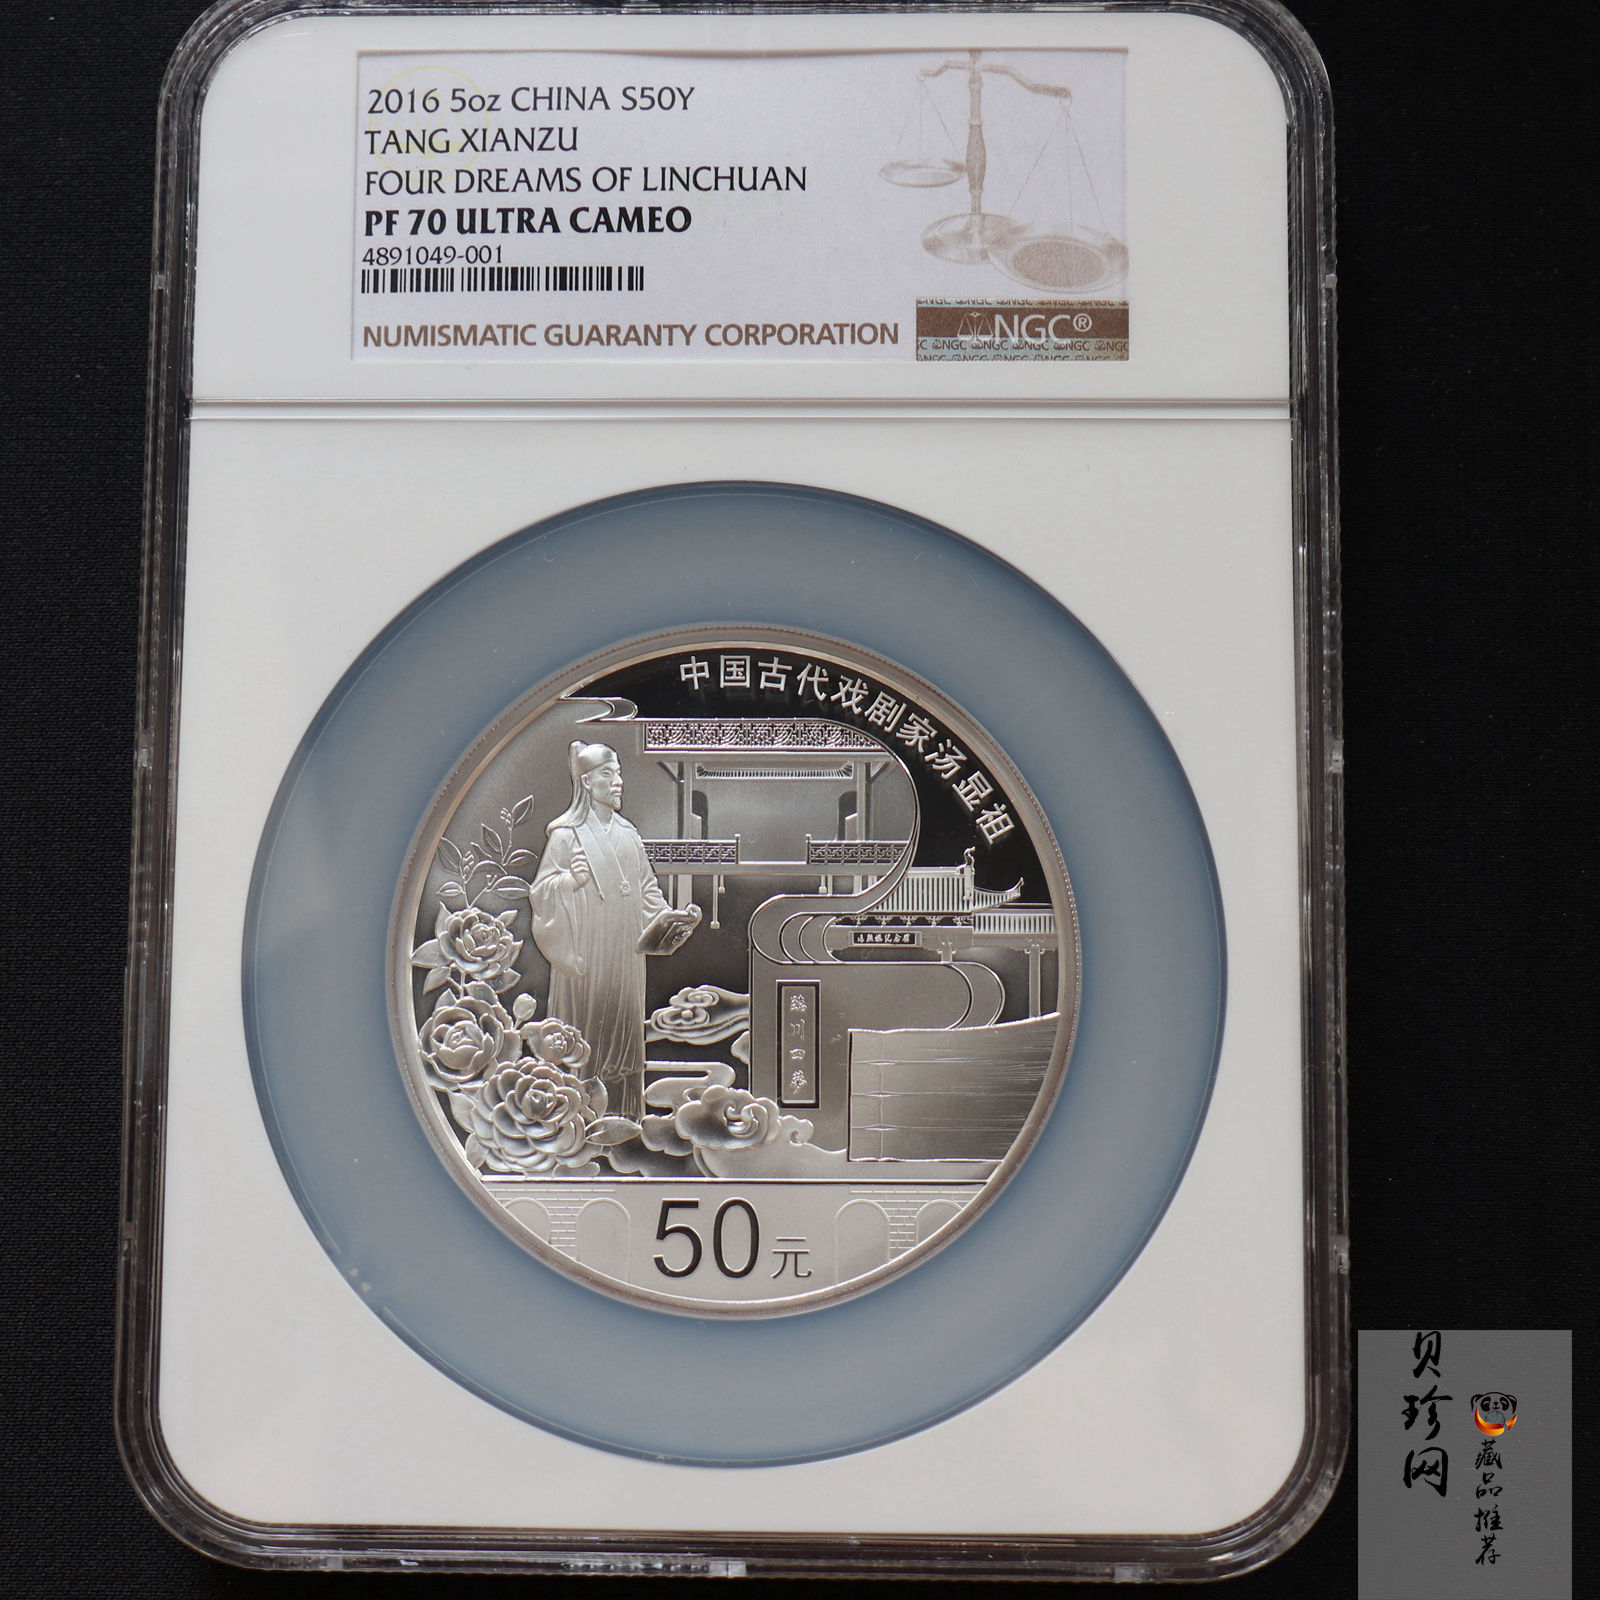 2016 5oz CHINA S50Y
TANG XIANZU
FOUR DREAMS OF LINCHUAN
PF 70 ULTRA CAMEO
4891049-001
NUMISMATIC GUARANTY CORPORATION
NGC®
中国古代戏剧家汤显祖
臨川四夢
50元
贝珍网
藏品推荐